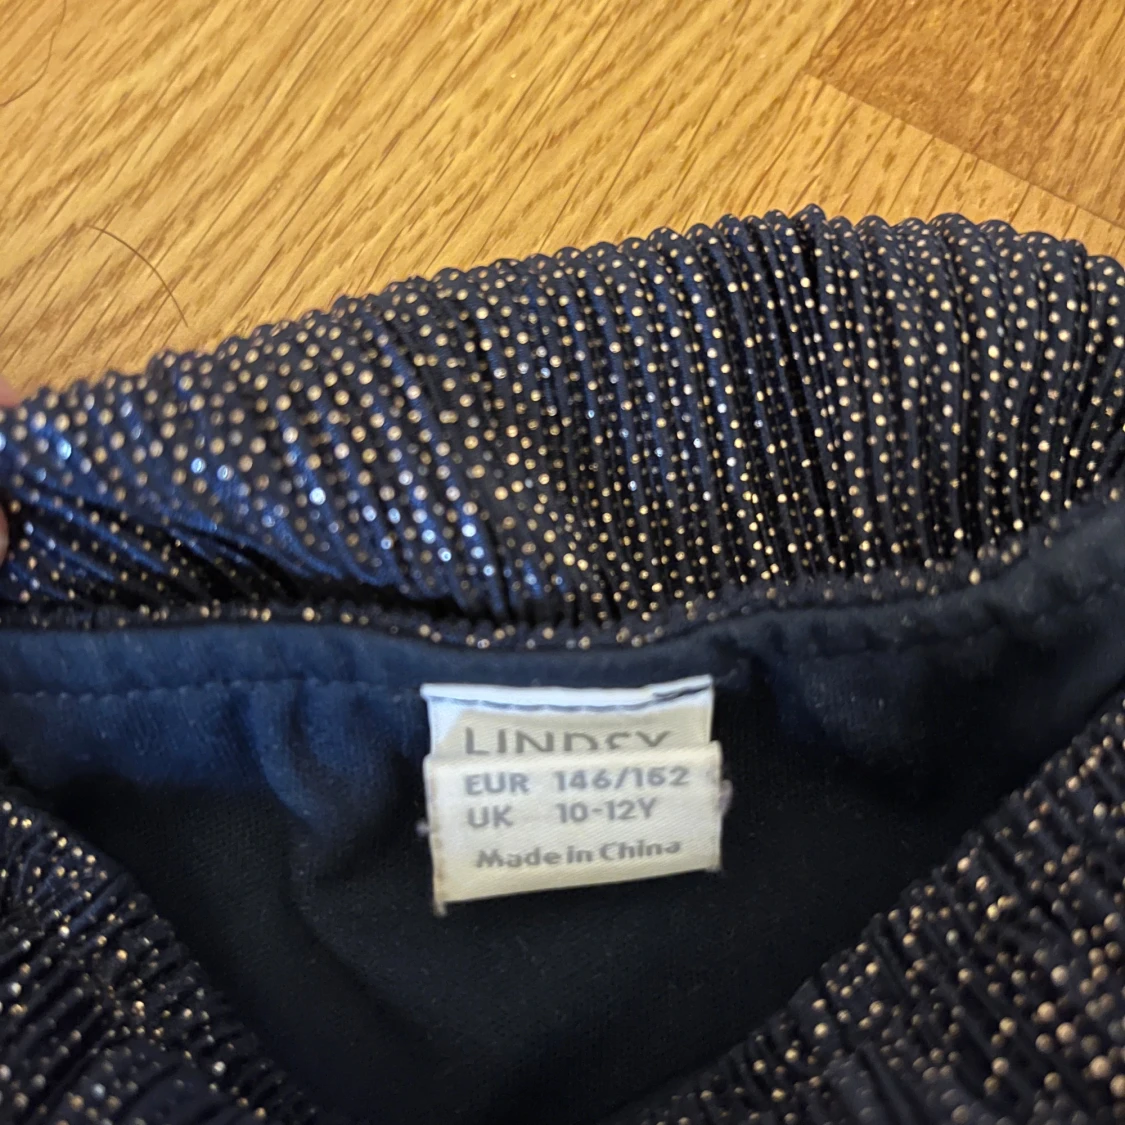 LINDEX
EUR 146/152
UK 10-12Y
Made in China